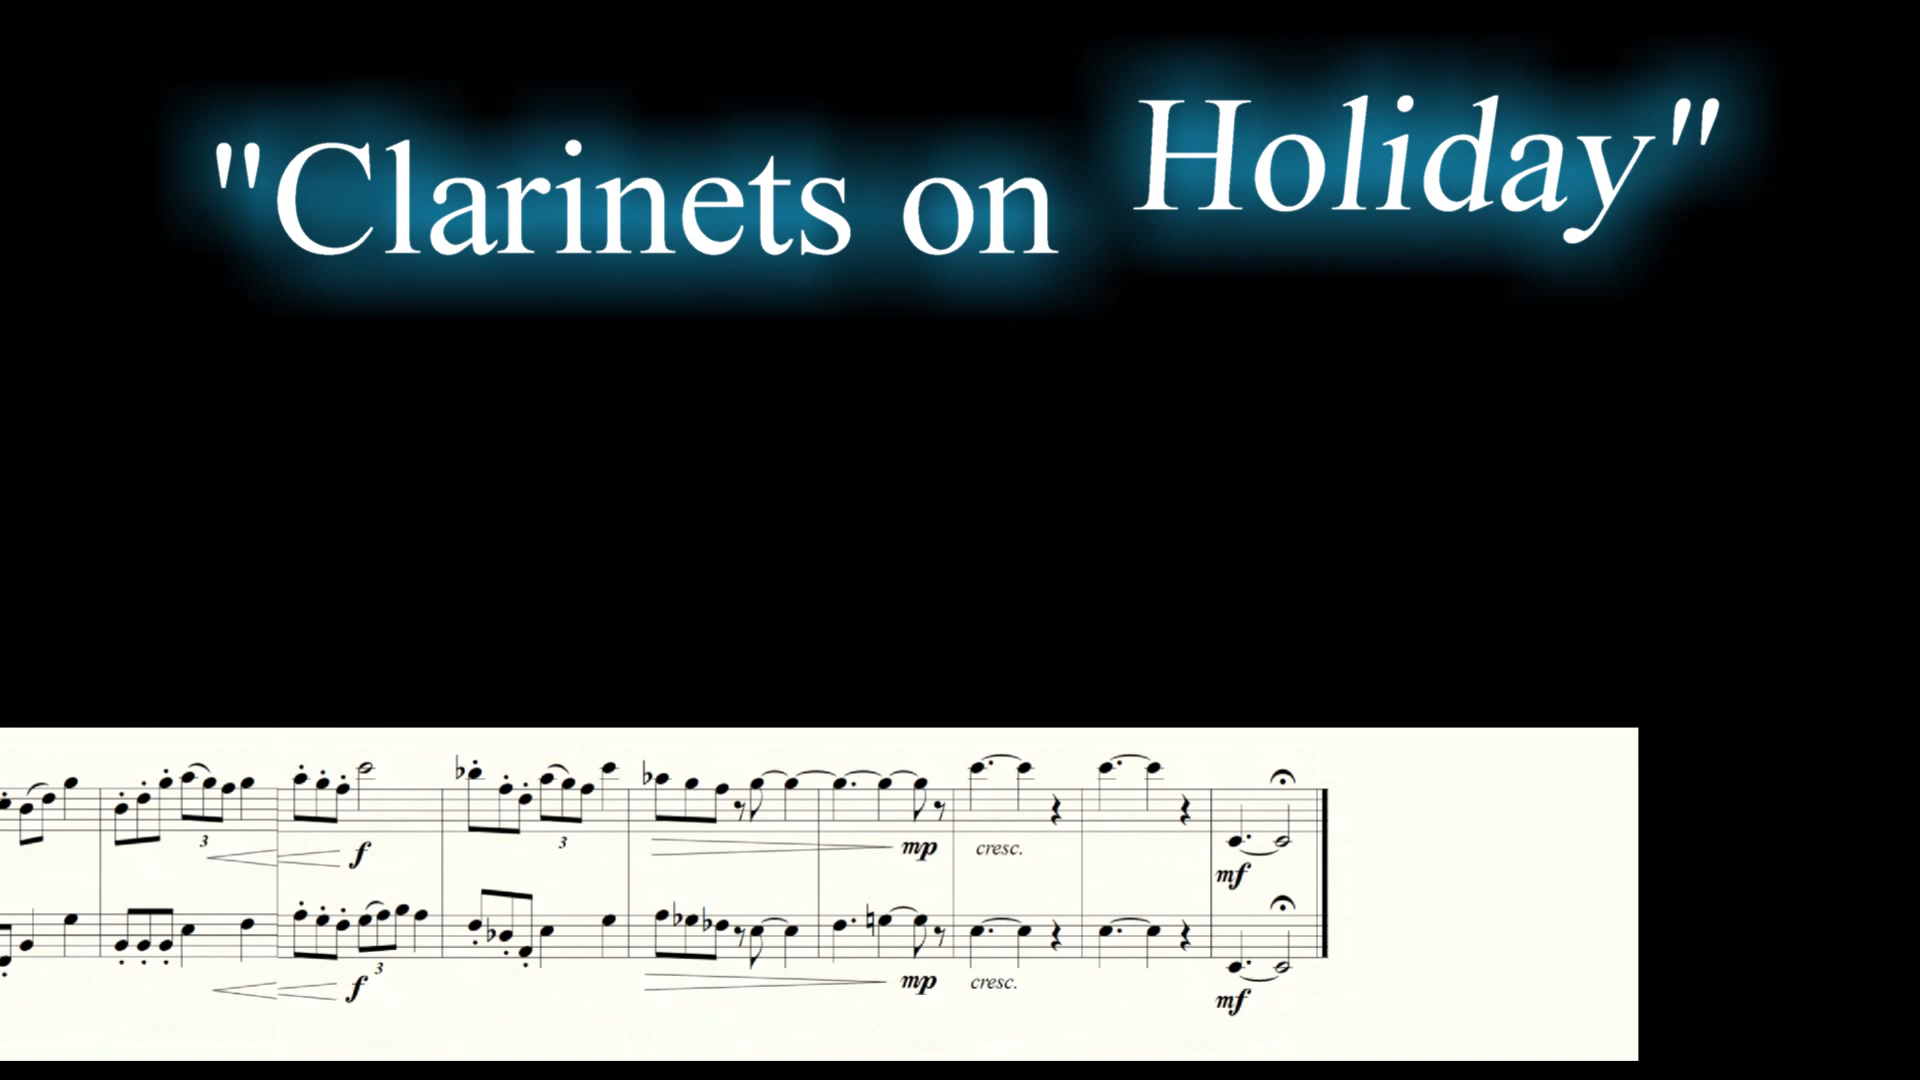 "Clarinets on Holiday"
3 3
f mp cresc. mf
3
f mp cresc. mf